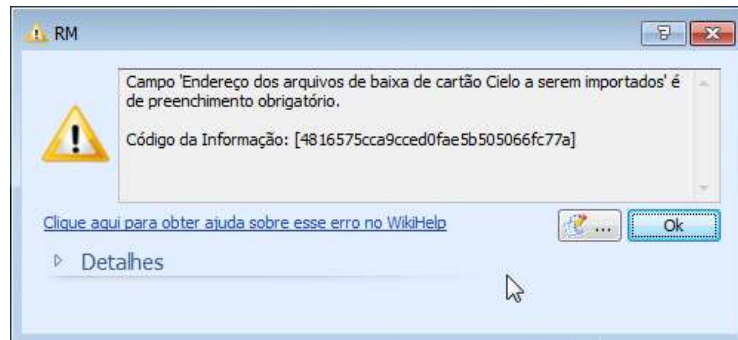 RM
Campo 'Endereço dos arquivos de baixa de cartão Cielo a serem importados' é
de preenchimento obrigatório.
Código da Informação: [4816575cca9cced0fae5b505066fc77a]
Clique aqui para obter ajuda sobre esse erro no WikiHelp
...
Ok
Detalhes